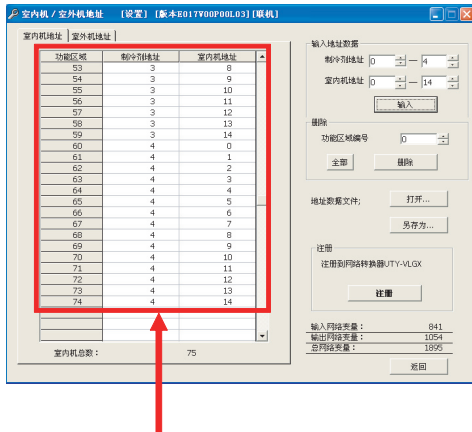 室内机 / 室外机地址 [设置] [版本E017V00P00L03][联机]
室内机地址 室外机地址
功能区域 制冷剂地址 室内机地址
53 3 8
54 3 9
55 3 10
56 3 11
57 3 12
58 3 13
59 3 14
60 4 0
61 4 1
62 4 2
63 4 3
64 4 4
65 4 5
66 4 6
67 4 7
68 4 8
69 4 9
70 4 10
71 4 11
72 4 12
73 4 13
74 4 14
室内机总数： 75
输入地址数据
制冷剂地址 0 — 4
室内机地址 0 — 14
输入
删除
功能区域编号 0
全部 删除
地址数据文件; 打开...
另存为...
注册
注册到网络转换器UTY-VLGX
注册
输入网络变量： 841
输出网络变量： 1054
总网络变量： 1895
返回